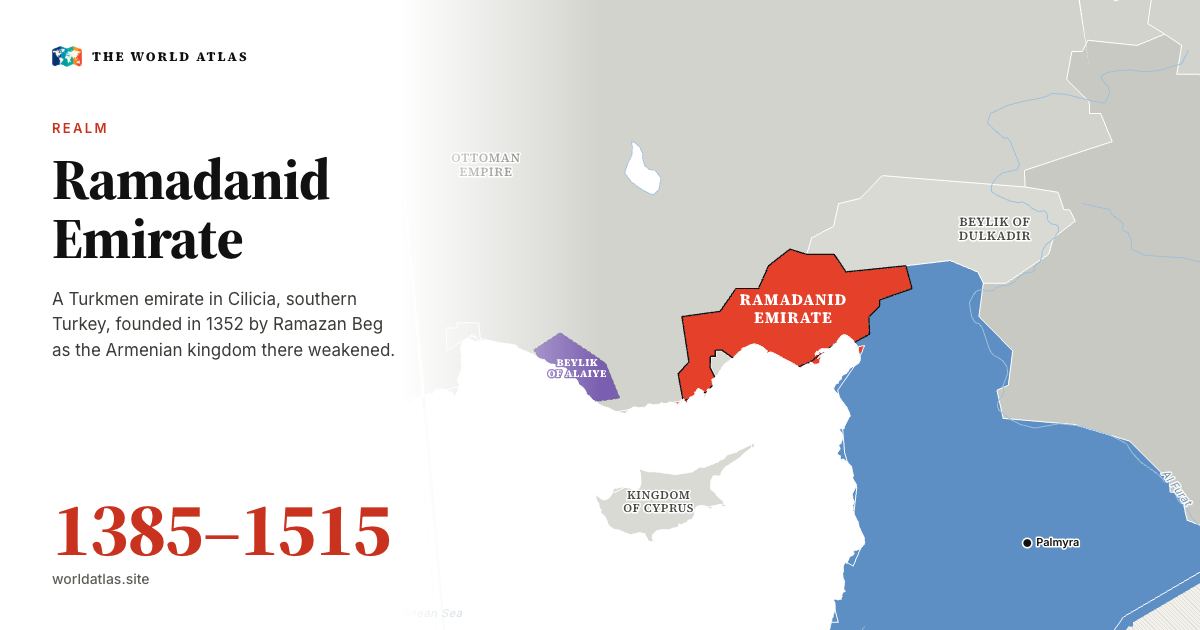 THE WORLD ATLAS
REALM
Ramadanid
Emirate
A Turkmen emirate in Cilicia, southern
Turkey, founded in 1352 by Ramazan Beg
as the Armenian kingdom there weakened.
1385–1515
worldatlas.site
OTTOMAN
EMPIRE
BEYLIK OF
DULKADIR
RAMADANID
EMIRATE
BEYLIK
OF ALAIYE
KINGDOM
OF CYPRUS
Al Furat
Palmyra
Sea